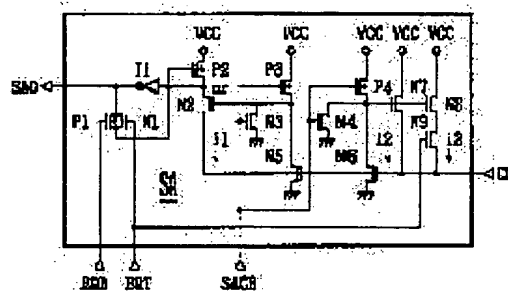 VCC VCC VCC VCC VCC
I1 P2 P3 P4 N7
SAO N2 N8
P1 N1 N3 N4 N9
i1 N5 N6 i2 i3
SA
BRT SACB